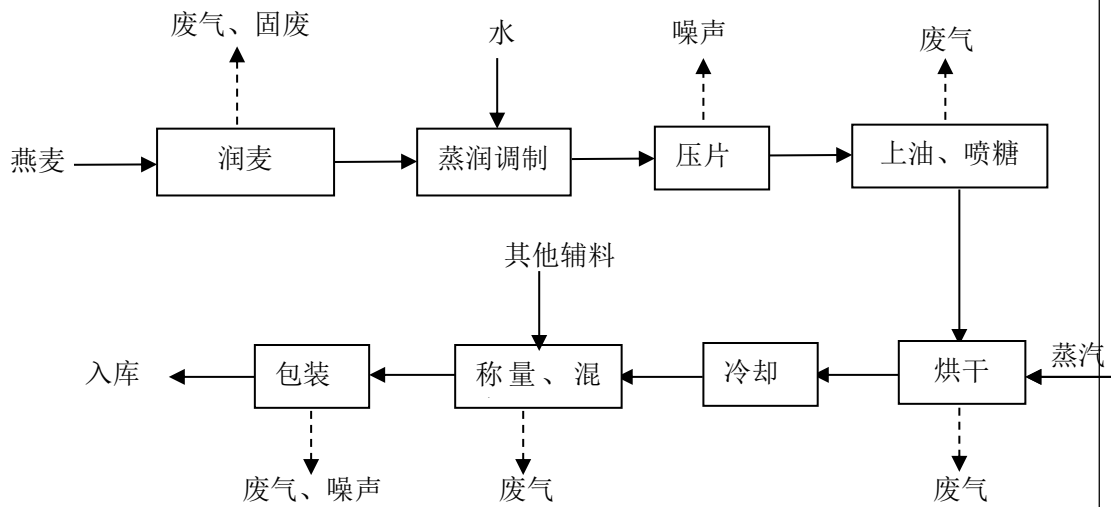 废气、固废
水
噪声
废气
燕麦
润麦
蒸润调制
压片
上油、喷糖
其他辅料
入库
包装
称量、混
冷却
烘干
蒸汽
废气、噪声
废气
废气